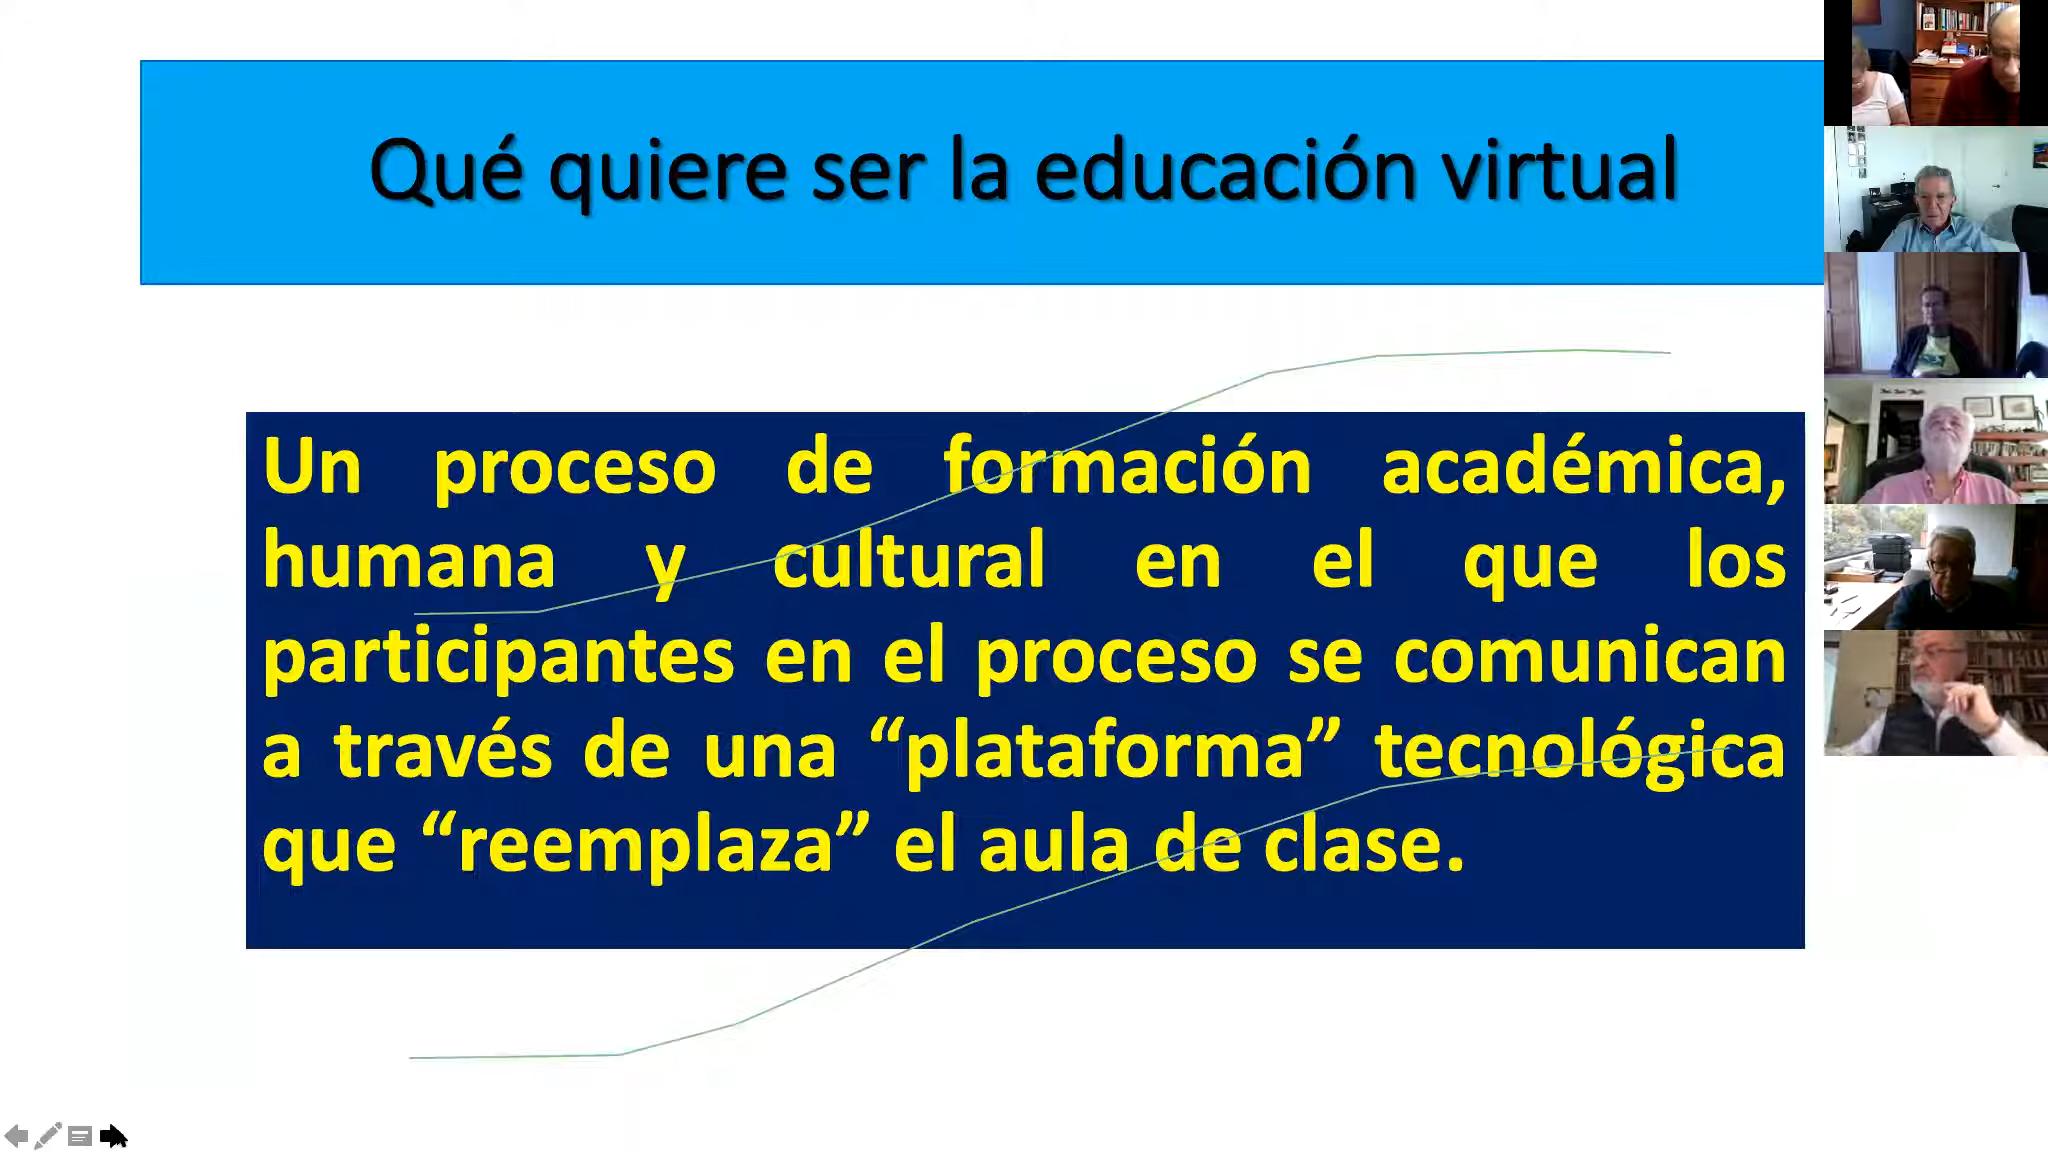 Qué quiere ser la educación virtual
Un proceso de formación académica,
humana y cultural en el que los
participantes en el proceso se comunican
a través de una “plataforma” tecnológica
que “reemplaza” el aula de clase.